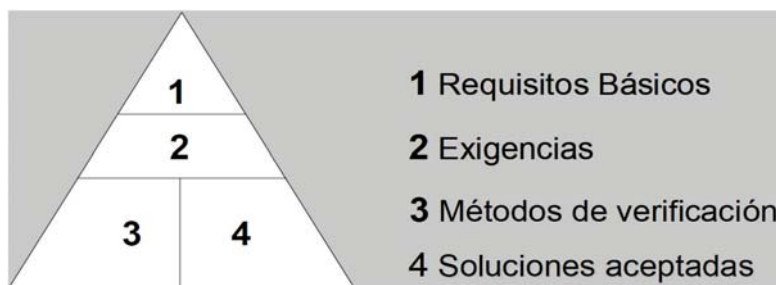 1
2
3 4
1 Requisitos Básicos
2 Exigencias
3 Métodos de verificación
4 Soluciones aceptadas